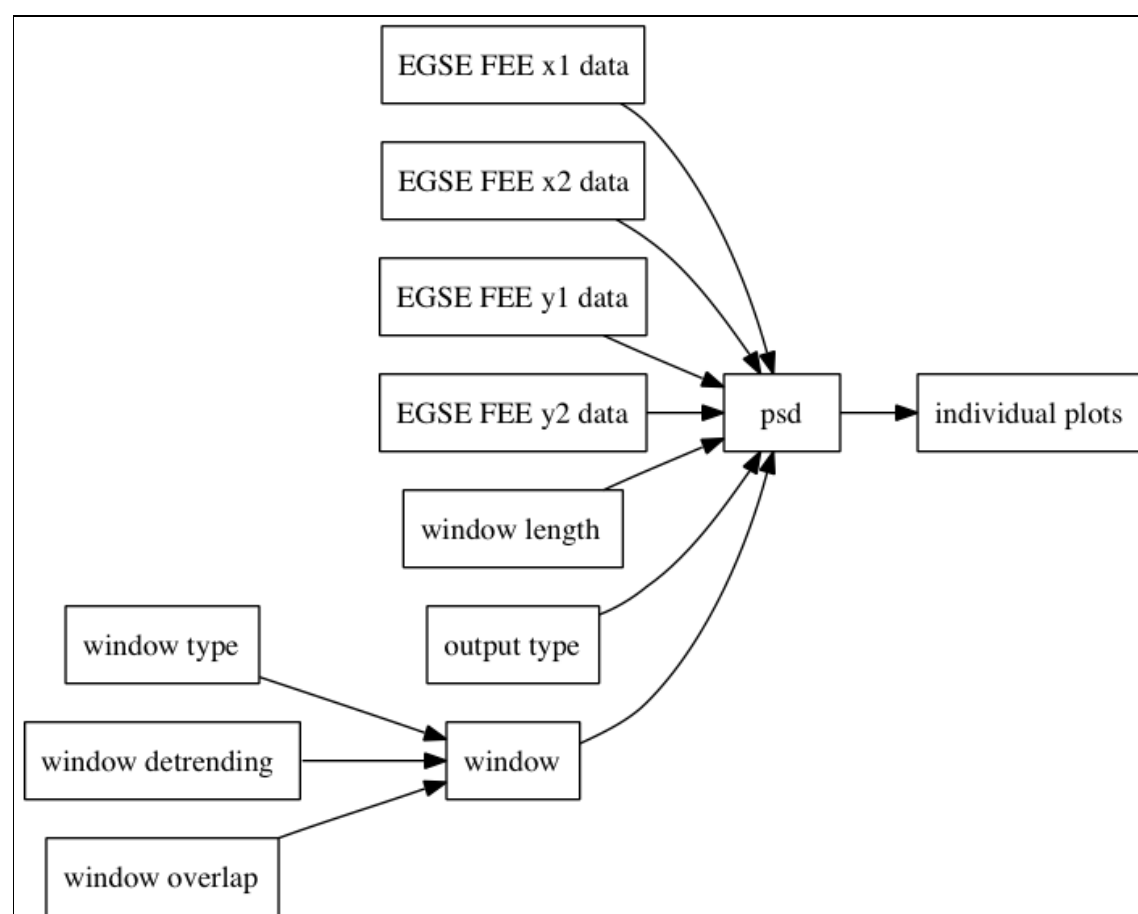 EGSE FEE x1 data
EGSE FEE x2 data
EGSE FEE y1 data
EGSE FEE y2 data
psd
individual plots
window length
window type
output type
window detrending
window
window overlap